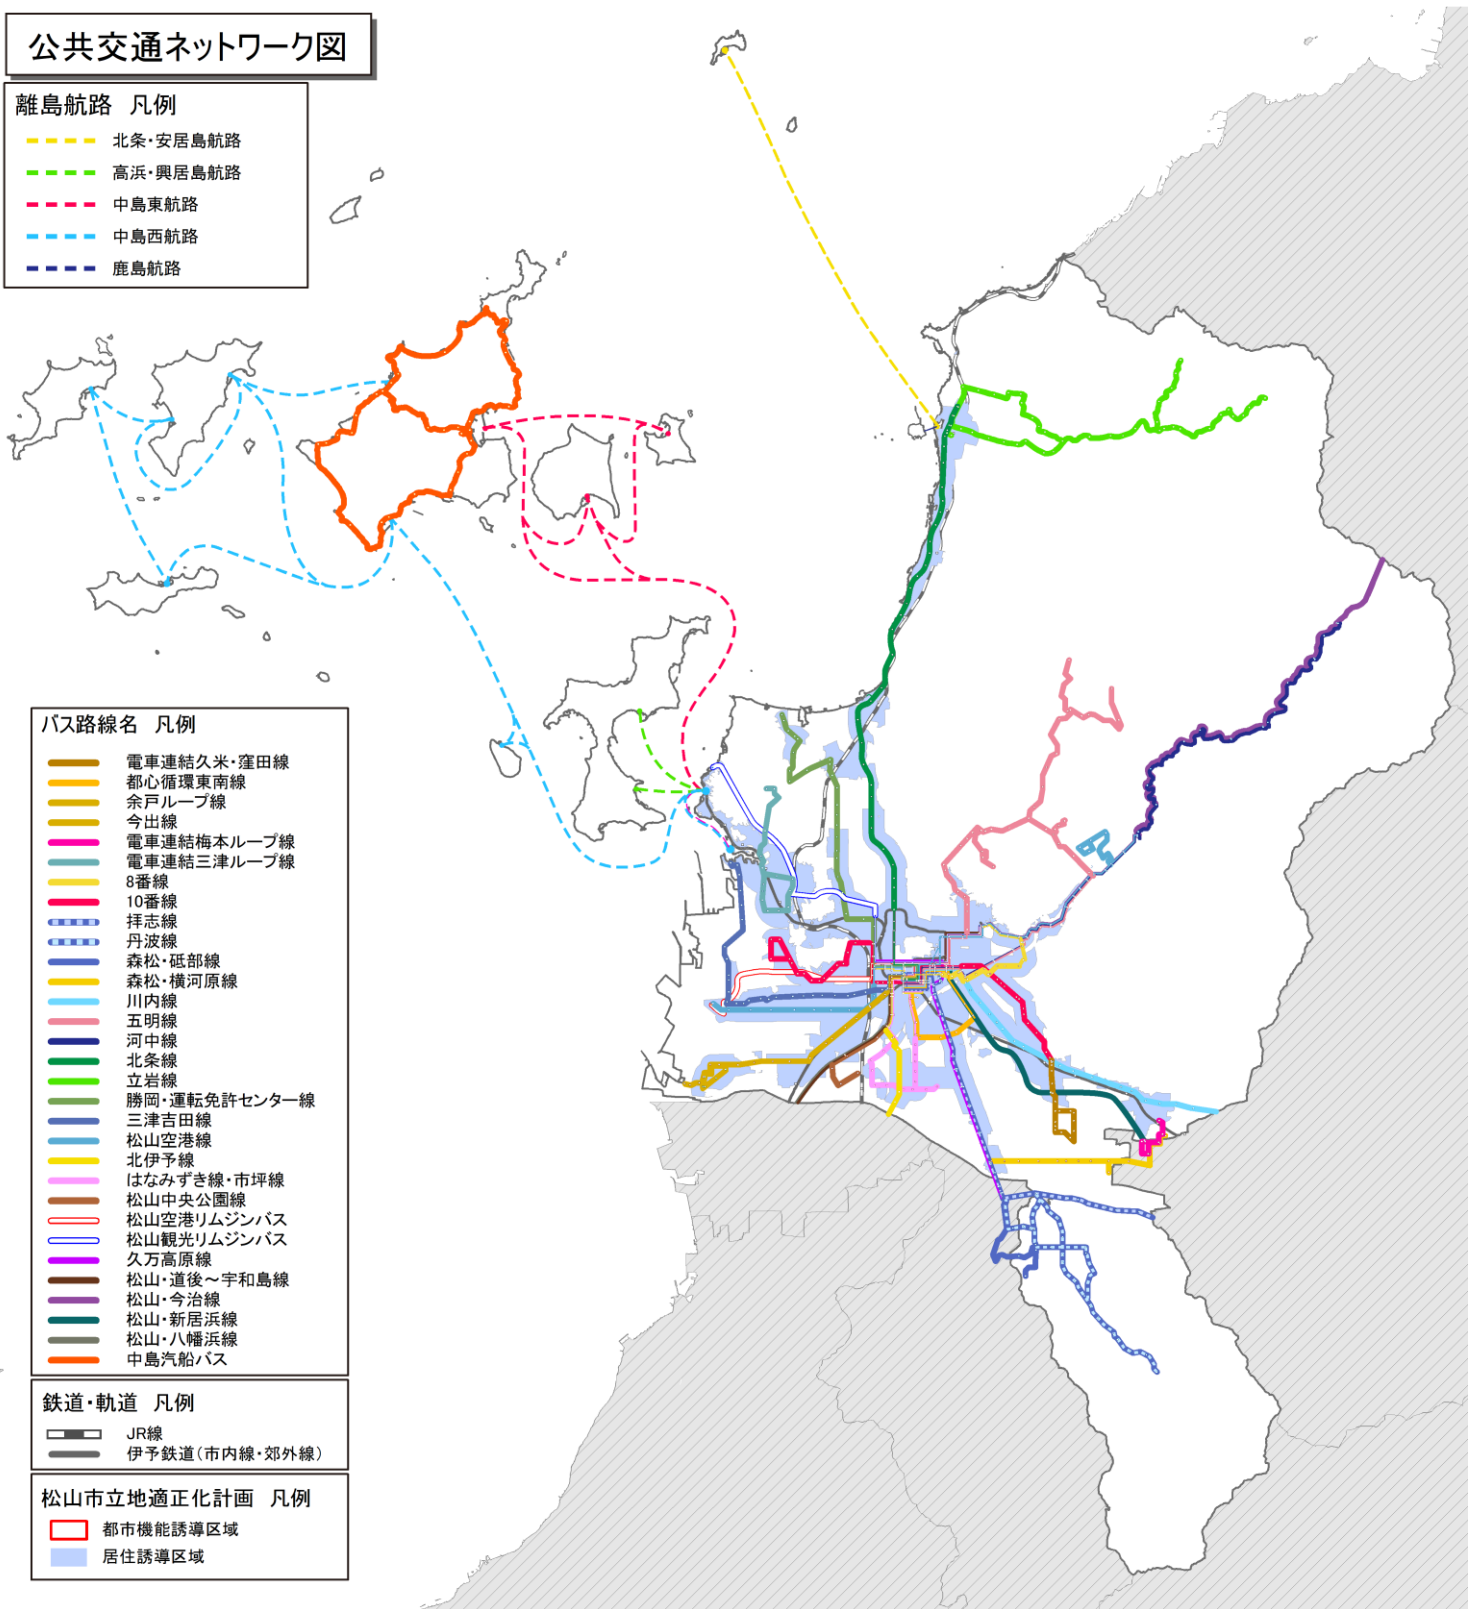 公共交通ネットワーク図
離島航路 凡例
北条・安居島航路
高浜・興居島航路
中島東航路
中島西航路
鹿島航路
バス路線名 凡例
電車連結久米・窪田線
都心循環東南線
余戸ループ線
今出線
電車連結梅本ループ線
電車連結三津ループ線
8番線
10番線
拝志線
丹波線
森松・砥部線
森松・横河原線
川内線
五明線
河中線
北条線
立岩線
勝岡・運転免許センター線
三津吉田線
松山空港線
北伊予線
はなみずき線・市坪線
松山中央公園線
松山空港リムジンバス
松山観光リムジンバス
久万高原線
松山・道後～宇和島線
松山・今治線
松山・新居浜線
松山・八幡浜線
中島汽船バス
鉄道・軌道 凡例
JR線
伊予鉄道(市内線・郊外線)
松山市立地適正化計画 凡例
都市機能誘導区域
居住誘導区域